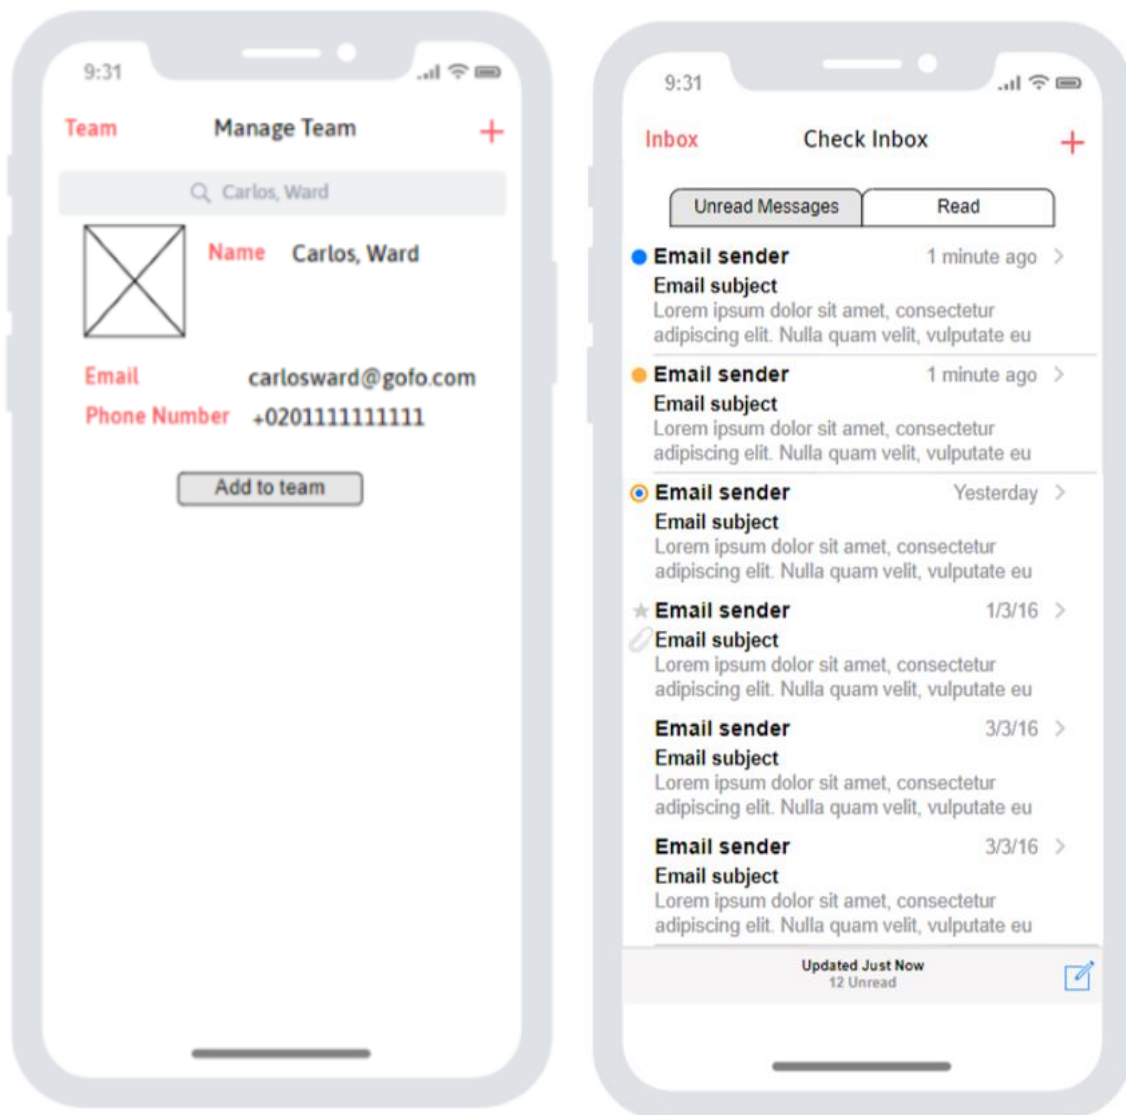 9:31
Team Manage Team +
Carlos, Ward
Name Carlos, Ward
Email carlosward@gofo.com
Phone Number +0201111111111
Add to team
9:31
Inbox Check Inbox +
Unread Messages Read
Email sender 1 minute ago
Email subject
Lorem ipsum dolor sit amet, consectetur
adipiscing elit. Nulla quam velit, vulputate eu
Email sender 1 minute ago
Email subject
Lorem ipsum dolor sit amet, consectetur
adipiscing elit. Nulla quam velit, vulputate eu
Email sender Yesterday
Email subject
Lorem ipsum dolor sit amet, consectetur
adipiscing elit. Nulla quam velit, vulputate eu
Email sender 1/3/16
Email subject
Lorem ipsum dolor sit amet, consectetur
adipiscing elit. Nulla quam velit, vulputate eu
Email sender 3/3/16
Email subject
Lorem ipsum dolor sit amet, consectetur
adipiscing elit. Nulla quam velit, vulputate eu
Email sender 3/3/16
Email subject
Lorem ipsum dolor sit amet, consectetur
adipiscing elit. Nulla quam velit, vulputate eu
Updated Just Now
12 Unread